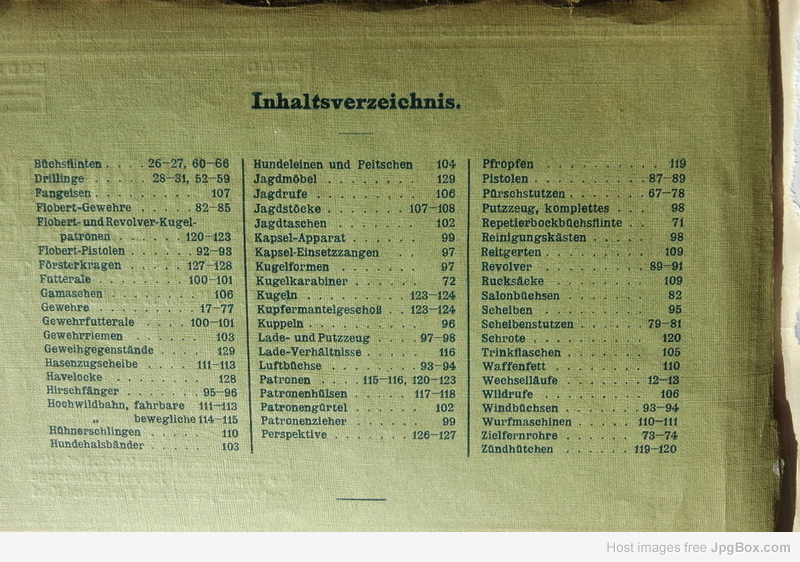 Inhaltsverzeichnis.
Büchsflinten . . . . 26—27, 60—66
Drillinge . . . . . 28—31, 52—59
Fangeisen . . . . . . . . 107
Flobert-Gewehre . . . . . 82—85
Flobert- und Revolver-Kugel-
patronen . . . . . . 120—123
Flobert-Pistolen . . . . . 92—93
Försterkragen . . . . . 127—128
Futterale . . . . . . . 100—101
Gamaschen . . . . . . . 106
Gewehre . . . . . . . . 17—77
Gewehrfutterale . . . . 100—101
Gewehrriemen . . . . . . 103
Geweihgegenstände . . . . . 129
Hasenzugscheibe . . . . 111—113
Havelocke . . . . . . . 128
Hirschfänger . . . . . . 95—96
Hochwildbahn, fahrbare 111—113
„ bewegliche 114—115
Hühnerschlingen . . . . . 110
Hundehalsbänder . . . . . 103
Hundeleinen und Peitschen 104
Jagdmöbel . . . . . . . 129
Jagdrufe . . . . . . . . 106
Jagdstöcke . . . . . . 107—108
Jagdtaschen . . . . . . . 102
Kapsel-Apparat . . . . . . 99
Kapsel-Einsetzzangen . . . . 97
Kugelformen . . . . . . . 97
Kugelkarabiner . . . . . . 72
Kugeln . . . . . . . 123—124
Kupfermantelgeschoß . . 123—124
Kuppeln . . . . . . . . 96
Lade- und Putzzeug . . . 97—98
Lade-Verhältnisse . . . . . 116
Luftbüchse . . . . . . 93—94
Patronen . . . . 115—116, 120—123
Patronenhülsen . . . . 117—118
Patronengürtel . . . . . . 102
Patronenzieher . . . . . . 99
Perspektive . . . . . . 126—127
Pfropfen . . . . . . . . 119
Pistolen . . . . . . . . 87—89
Pürschstutzen . . . . . . 67—78
Putzzeug, komplettes . . . 98
Repetierbockbüchsflinte . . . 71
Reinigungskästen . . . . . 98
Reitgerten . . . . . . . 109
Revolver . . . . . . . 89—91
Rucksäcke . . . . . . . 109
Salonbüchsen . . . . . . 82
Scheiben . . . . . . . . 95
Scheibenstutzen . . . . . 79—81
Schrote . . . . . . . . 120
Trinkflaschen . . . . . . 105
Waffenfett . . . . . . . 110
Wechselläufe . . . . . . 12—13
Wildrufe . . . . . . . . 106
Windbüchsen . . . . . . 93—94
Wurfmaschinen . . . . . 110—111
Zielfernrohre . . . . . . 73—74
Zündhütchen . . . . . . 119—120
Host images free JpgBox.com